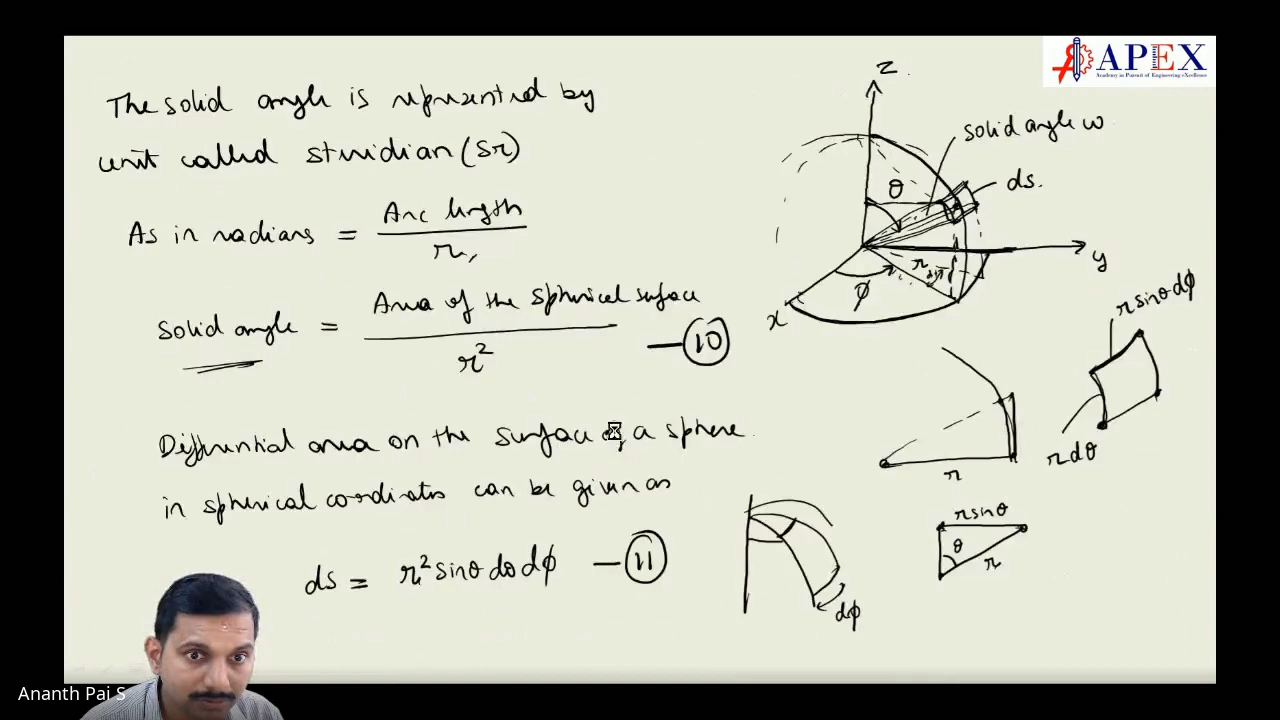 APEX
Academy in Pursuit of Engineering eXcellence
The solid angle is represented by
unit called steridian (sr)
As in radians = Arc length / r,
solid angle = Area of the spherical surface / r² — 10
Differential area on the surface of a sphere
in spherical coordinates can be given as
ds = r² sinθ dθ dϕ — 11
z
solid angle ω
θ
ds.
y
r
ϕ
x
r sinθ dϕ
r dθ
r
r sinθ
θ
r
dϕ
Ananth Pai S